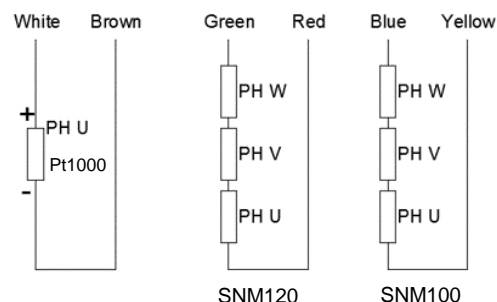 White Brown Green Red Blue Yellow
+
PH U
Pt1000
-
PH W
PH V
PH U
SNM120
PH W
PH V
PH U
SNM100